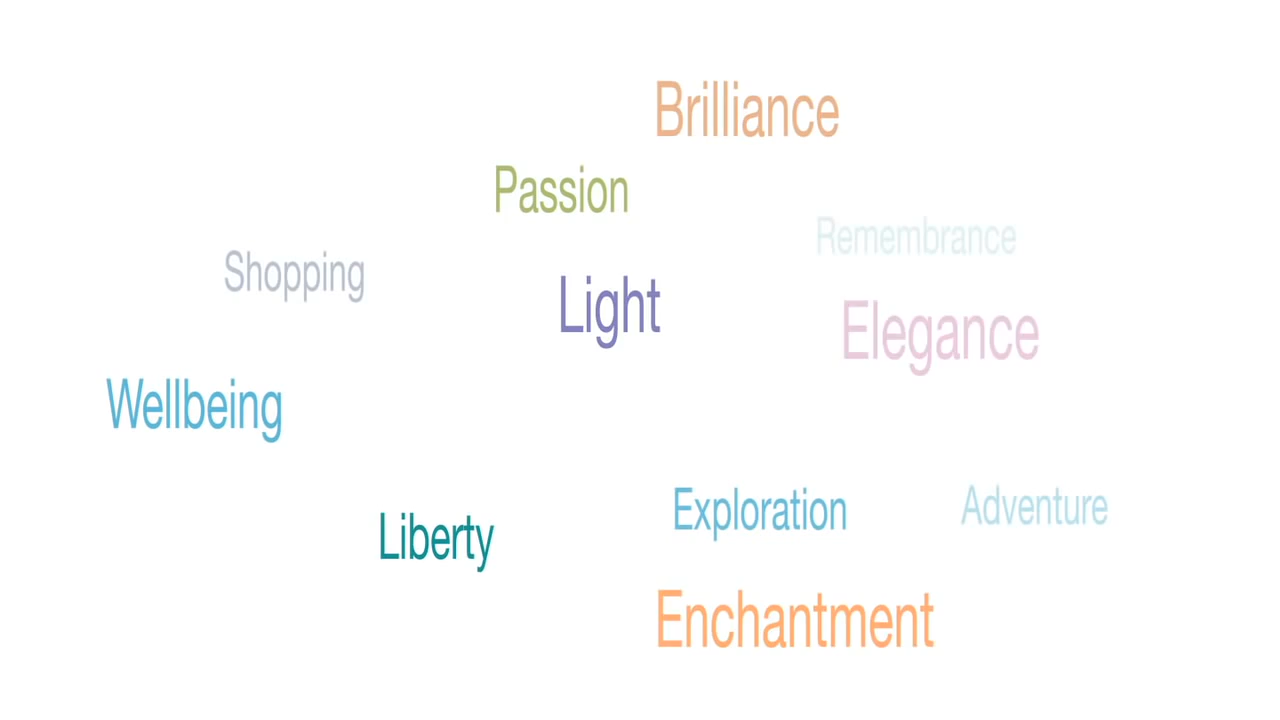 Brilliance
Passion
Remembrance
Shopping
Light
Elegance
Wellbeing
Exploration
Adventure
Liberty
Enchantment